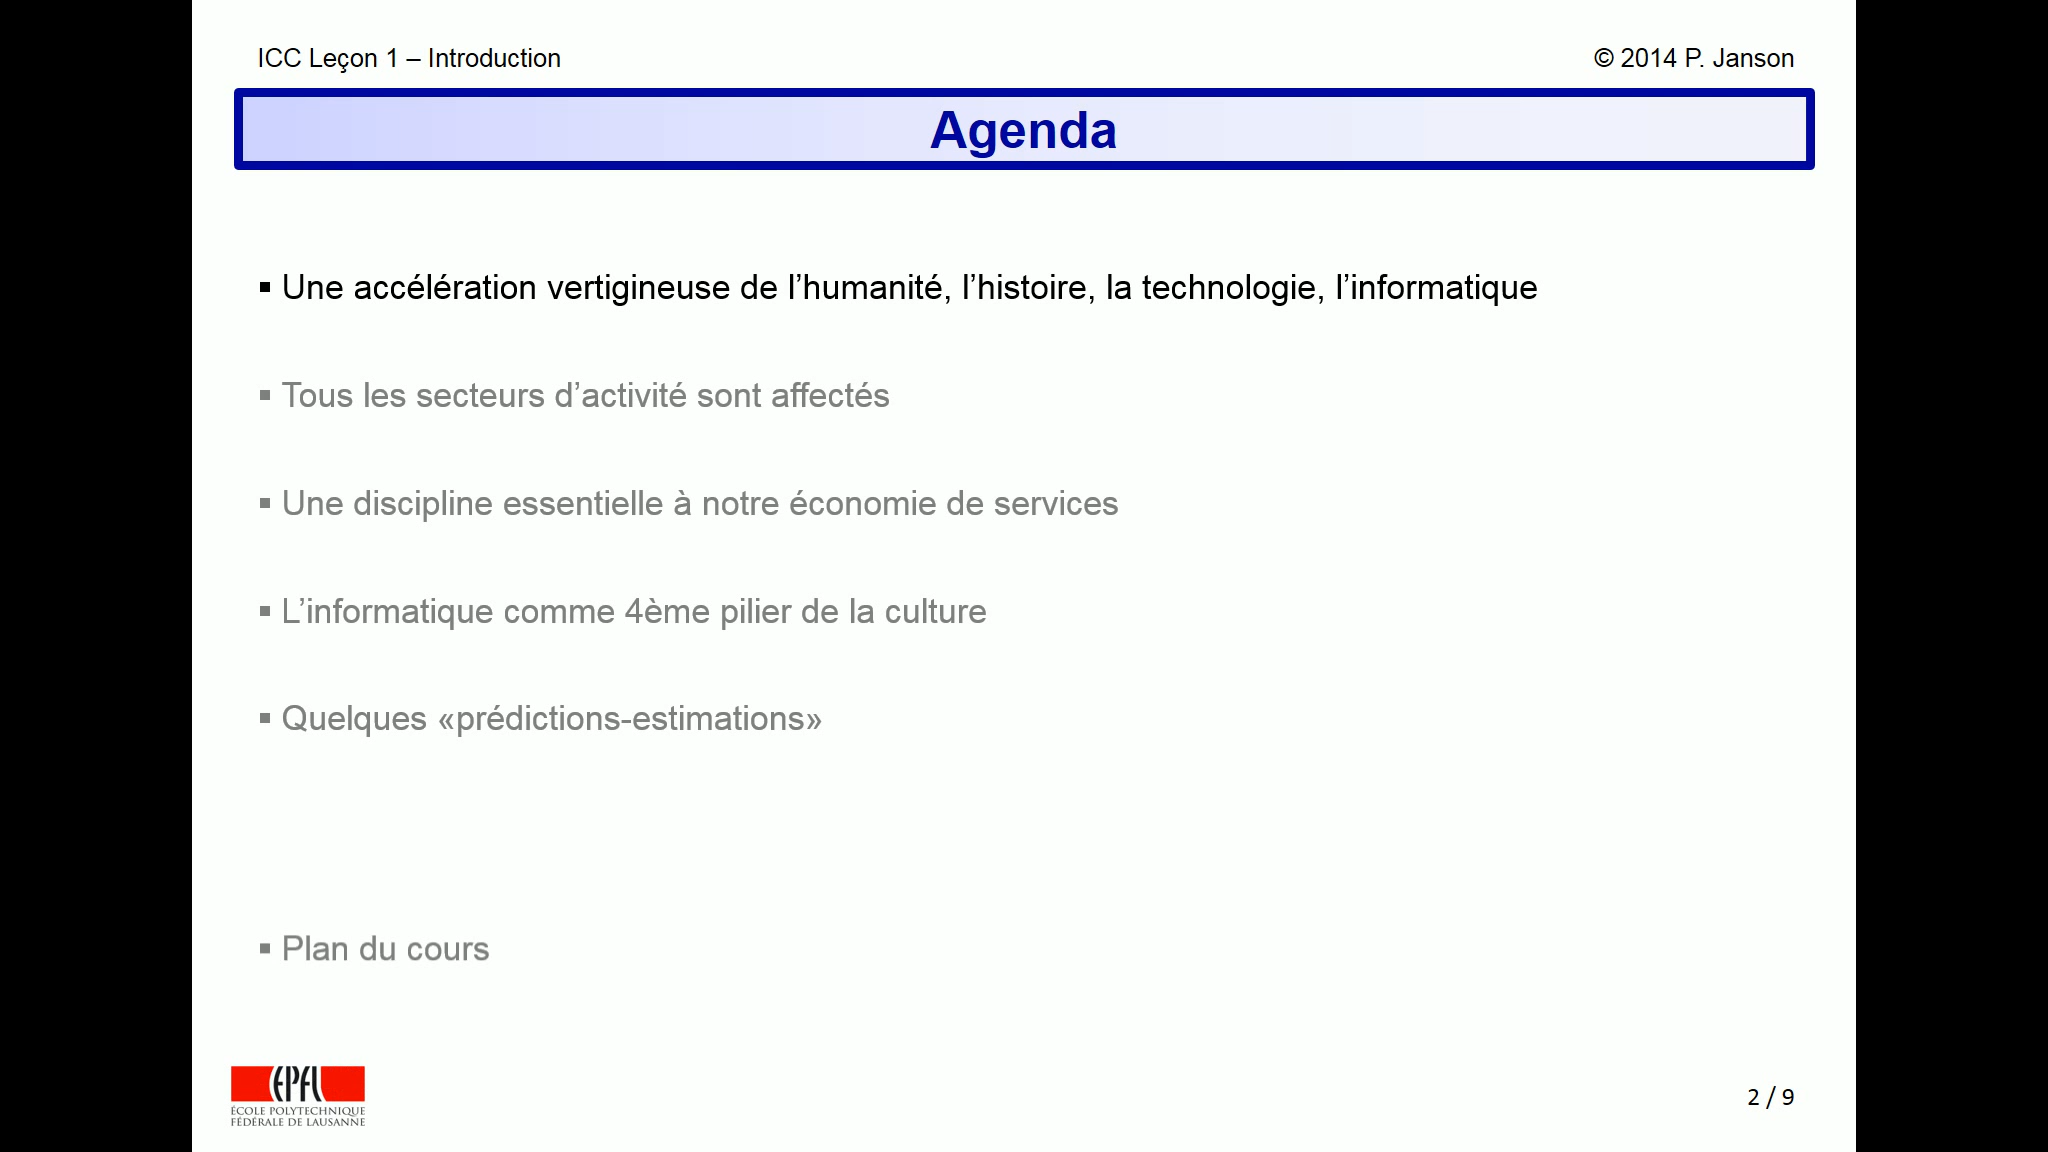 ICC Leçon 1 – Introduction
© 2014 P. Janson
Agenda
▪ Une accélération vertigineuse de l’humanité, l’histoire, la technologie, l’informatique
▪ Tous les secteurs d’activité sont affectés
▪ Une discipline essentielle à notre économie de services
▪ L’informatique comme 4ème pilier de la culture
▪ Quelques «prédictions-estimations»
▪ Plan du cours
EPFL
ÉCOLE POLYTECHNIQUE
FÉDÉRALE DE LAUSANNE
2 / 9